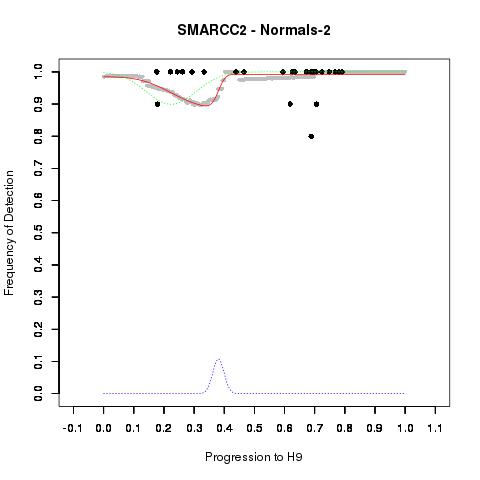 SMARCC2 - Normals-2
Frequency of Detection
1.0
0.9
0.8
0.7
0.6
0.5
0.4
0.3
0.2
0.1
0.0
-0.1 0.0 0.1 0.2 0.3 0.4 0.5 0.6 0.7 0.8 0.9 1.0 1.1
Progression to H9